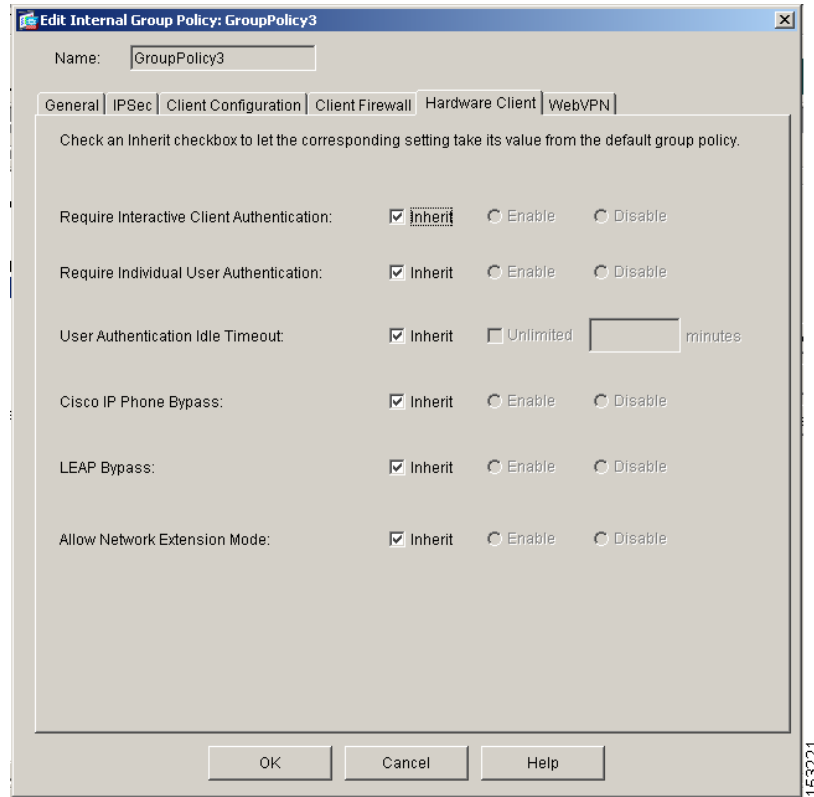 Edit Internal Group Policy: GroupPolicy3
Name: GroupPolicy3
General IPSec Client Configuration Client Firewall Hardware Client WebVPN
Check an Inherit checkbox to let the corresponding setting take its value from the default group policy.
Require Interactive Client Authentication: Inherit Enable Disable
Require Individual User Authentication: Inherit Enable Disable
User Authentication Idle Timeout: Inherit Unlimited minutes
Cisco IP Phone Bypass: Inherit Enable Disable
LEAP Bypass: Inherit Enable Disable
Allow Network Extension Mode: Inherit Enable Disable
OK Cancel Help
153221